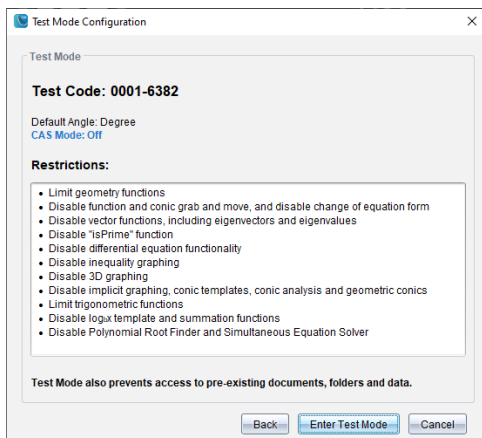 Test Mode Configuration
Test Mode
Test Code: 0001-6382
Default Angle: Degree
CAS Mode: Off
Restrictions:
• Limit geometry functions
• Disable function and conic grab and move, and disable change of equation form
• Disable vector functions, including eigenvectors and eigenvalues
• Disable "isPrime" function
• Disable differential equation functionality
• Disable inequality graphing
• Disable 3D graphing
• Disable implicit graphing, conic templates, conic analysis and geometric conics
• Limit trigonometric functions
• Disable logbx template and summation functions
• Disable Polynomial Root Finder and Simultaneous Equation Solver
Test Mode also prevents access to pre-existing documents, folders and data.
Back Enter Test Mode Cancel